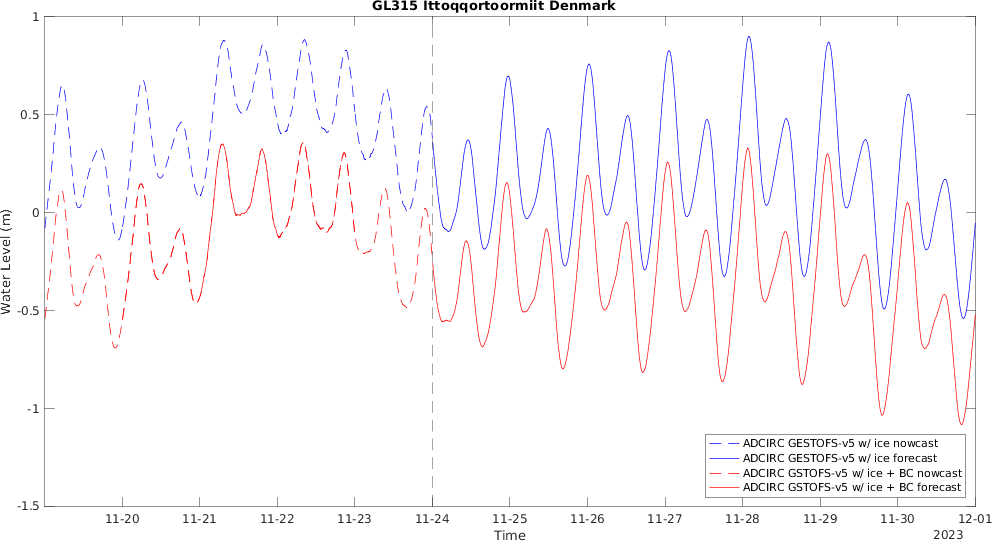 GL315 Ittoqqortoormiit Denmark
1
0.5
0
-0.5
-1
-1.5
Water Level (m)
ADCIRC GESTOFS-v5 w/ ice nowcast
ADCIRC GESTOFS-v5 w/ ice forecast
ADCIRC GSTOFS-v5 w/ ice + BC nowcast
ADCIRC GSTOFS-v5 w/ ice + BC forecast
11-20 11-21 11-22 11-23 11-24 11-25 11-26 11-27 11-28 11-29 11-30 12-01
Time
2023